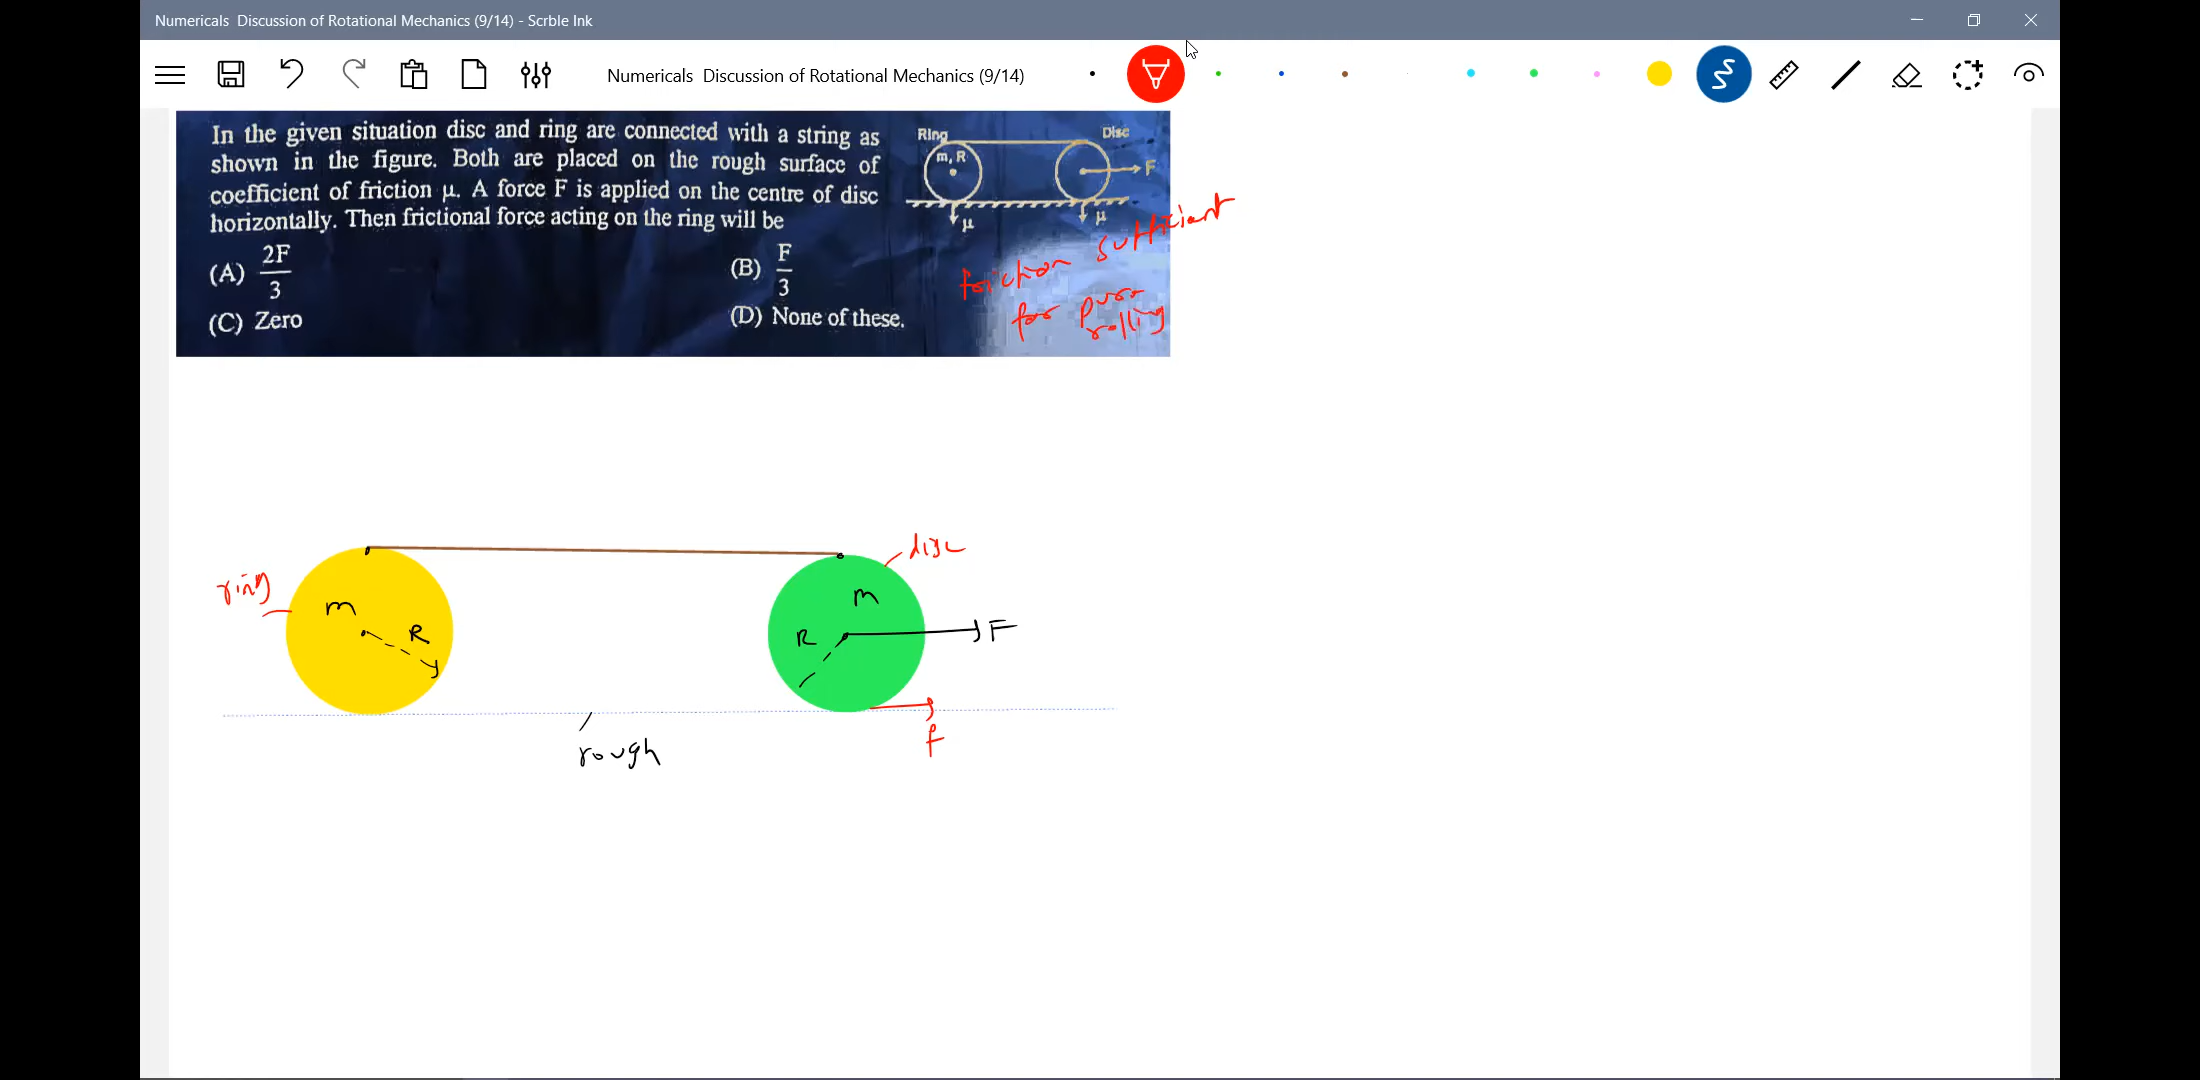 Numericals Discussion of Rotational Mechanics (9/14) - Scrble Ink
Numericals Discussion of Rotational Mechanics (9/14)
In the given situation disc and ring are connected with a string as
shown in the figure. Both are placed on the rough surface of
coefficient of friction μ. A force F is applied on the centre of disc
horizontally. Then frictional force acting on the ring will be
(A) 2F/3
(B) F/3
(C) Zero
(D) None of these.
Ring
Disc
m, R
F
μ
μ
friction sufficient
for pure
rolling
ring
m
R
disc
m
R
F
f
rough